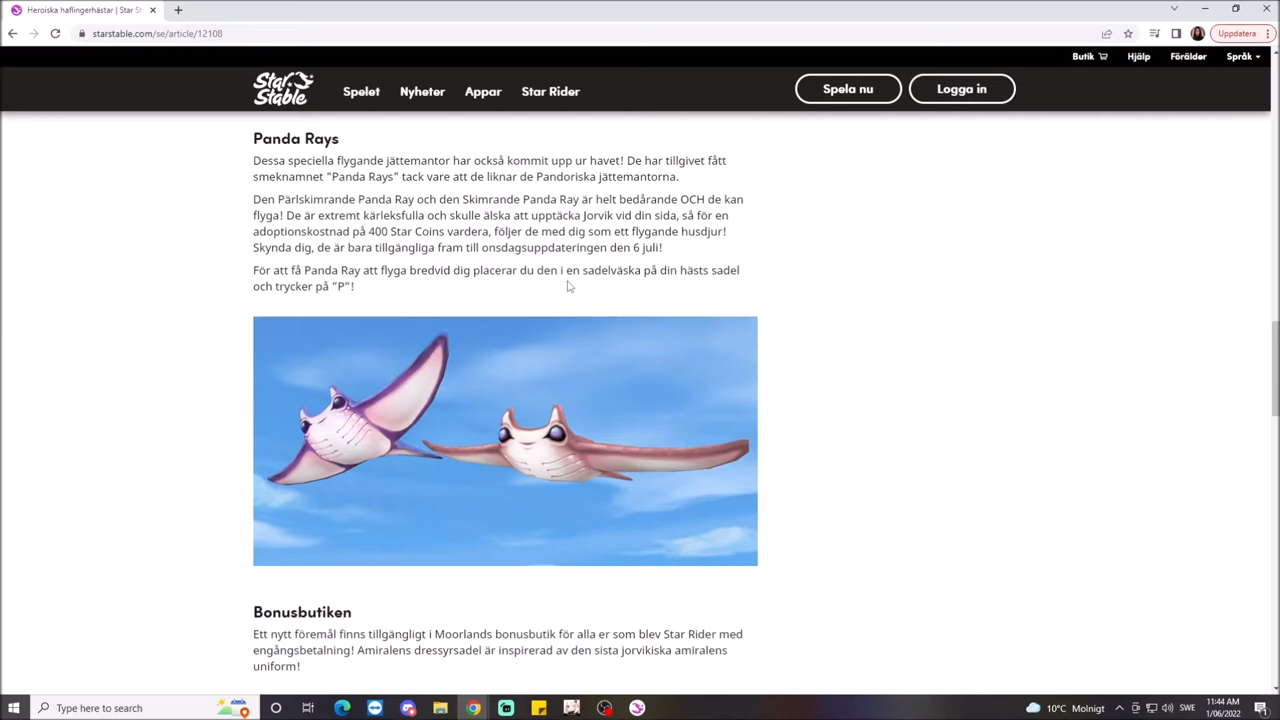 Heroiska haflingerhästar | Star St
starstable.com/se/article/12108
Uppdatera
Butik Hjälp Förälder Språk
Star Stable
Spelet Nyheter Appar Star Rider Spela nu Logga in
Panda Rays
Dessa speciella flygande jättemantor har också kommit upp ur havet! De har tillgivet fått
smeknamnet "Panda Rays" tack vare att de liknar de Pandoriska jättemantorna.
Den Pärlskimrande Panda Ray och den Skimrande Panda Ray är helt bedårande OCH de kan
flyga! De är extremt kärleksfulla och skulle älska att upptäcka Jorvik vid din sida, så för en
adoptionskostnad på 400 Star Coins vardera, följer de med dig som ett flygande husdjur!
Skynda dig, de är bara tillgängliga fram till onsdagsuppdateringen den 6 juli!
För att få Panda Ray att flyga bredvid dig placerar du den i en sadelväska på din hästs sadel
och trycker på ”P”!
Bonusbutiken
Ett nytt föremål finns tillgängligt i Moorlands bonusbutik för alla er som blev Star Rider med
engångsbetalning! Amiralens dressyrsadel är inspirerad av den sista jorvikiska amiralens
uniform!
Type here to search
10°C Molnigt
SWE
11:44 AM
1/06/2022